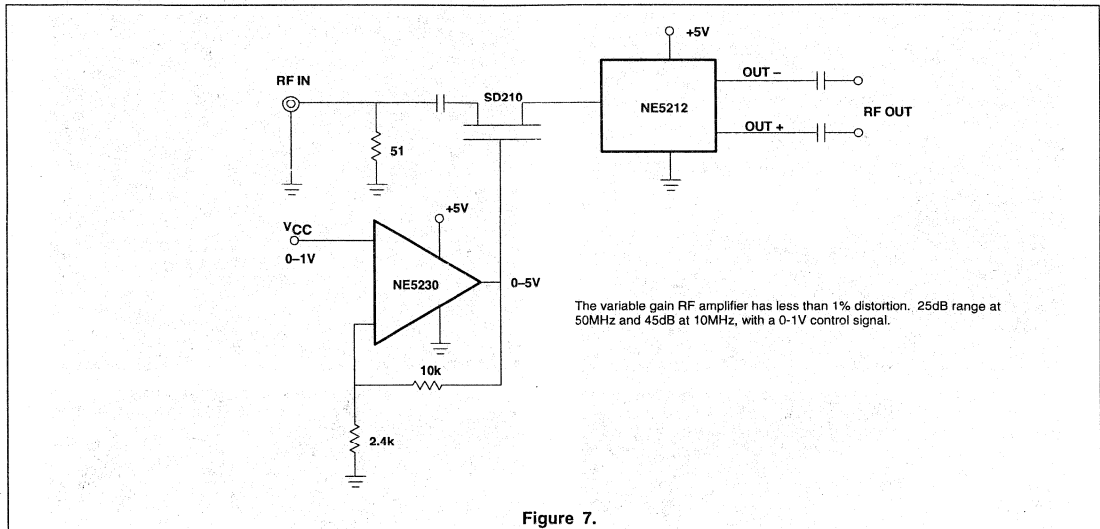 +5V
RF IN
SD210
NE5212
OUT –
RF OUT
OUT +
51
+5V
VCC
0–1V
NE5230
0–5V
The variable gain RF amplifier has less than 1% distortion. 25dB range at
50MHz and 45dB at 10MHz, with a 0-1V control signal.
10k
2.4k
Figure 7.